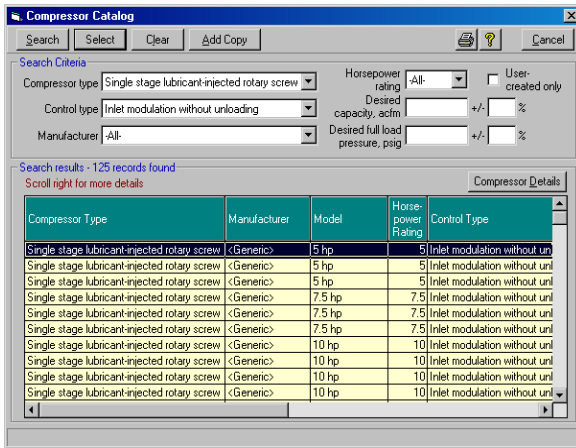 Compressor Catalog
Search Select Clear Add Copy Cancel
Search Criteria
Compressor type Single stage lubricant-injected rotary screw
Horsepower rating -All-
User-created only
Control type Inlet modulation without unloading
Desired capacity, acfm +/- %
Manufacturer -All-
Desired full load pressure, psig +/- %
Search results - 125 records found
Scroll right for more details
Compressor Details
Compressor Type Manufacturer Model Horse-power Rating Control Type
Single stage lubricant-injected rotary screw <Generic> 5 hp 5 Inlet modulation without un
Single stage lubricant-injected rotary screw <Generic> 5 hp 5 Inlet modulation without unl
Single stage lubricant-injected rotary screw <Generic> 5 hp 5 Inlet modulation without unl
Single stage lubricant-injected rotary screw <Generic> 7.5 hp 7.5 Inlet modulation without unl
Single stage lubricant-injected rotary screw <Generic> 7.5 hp 7.5 Inlet modulation without unl
Single stage lubricant-injected rotary screw <Generic> 7.5 hp 7.5 Inlet modulation without unl
Single stage lubricant-injected rotary screw <Generic> 10 hp 10 Inlet modulation without unl
Single stage lubricant-injected rotary screw <Generic> 10 hp 10 Inlet modulation without unl
Single stage lubricant-injected rotary screw <Generic> 10 hp 10 Inlet modulation without unl
Single stage lubricant-injected rotary screw <Generic> 10 hp 10 Inlet modulation without unl